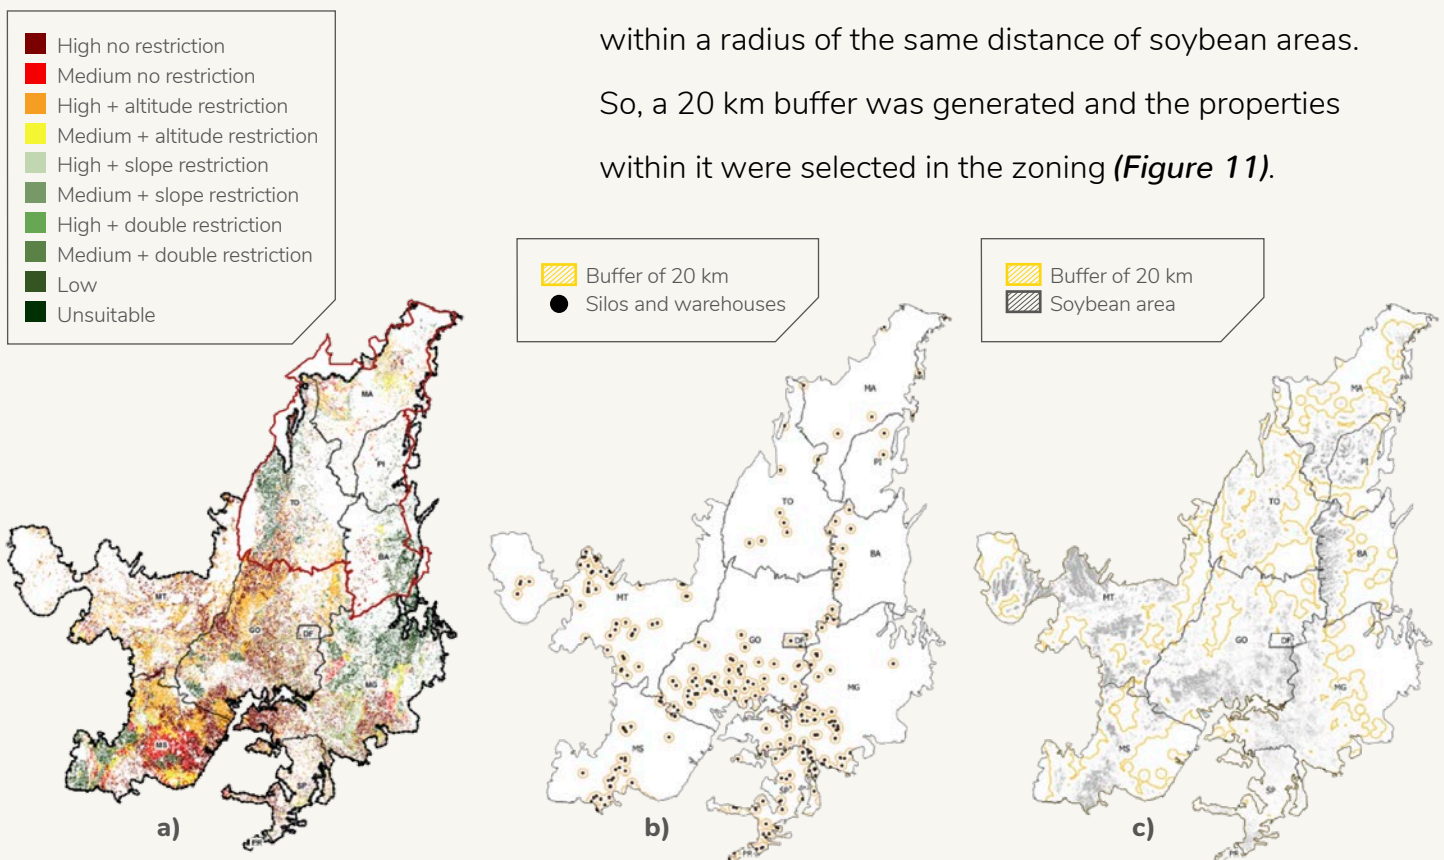 High no restriction
Medium no restriction
High + altitude restriction
Medium + altitude restriction
High + slope restriction
Medium + slope restriction
High + double restriction
Medium + double restriction
Low
Unsuitable
within a radius of the same distance of soybean areas.
So, a 20 km buffer was generated and the properties
within it were selected in the zoning (Figure 11).
Buffer of 20 km
Silos and warehouses
Buffer of 20 km
Soybean area
MA
PI
TO
BA
MT
GO
DF
MG
MS
SP
PR
a)
MA
PI
TO
BA
MT
GO
DF
MG
MS
SP
PR
b)
MA
PI
TO
BA
MT
GO
DF
MG
MS
SP
PR
c)